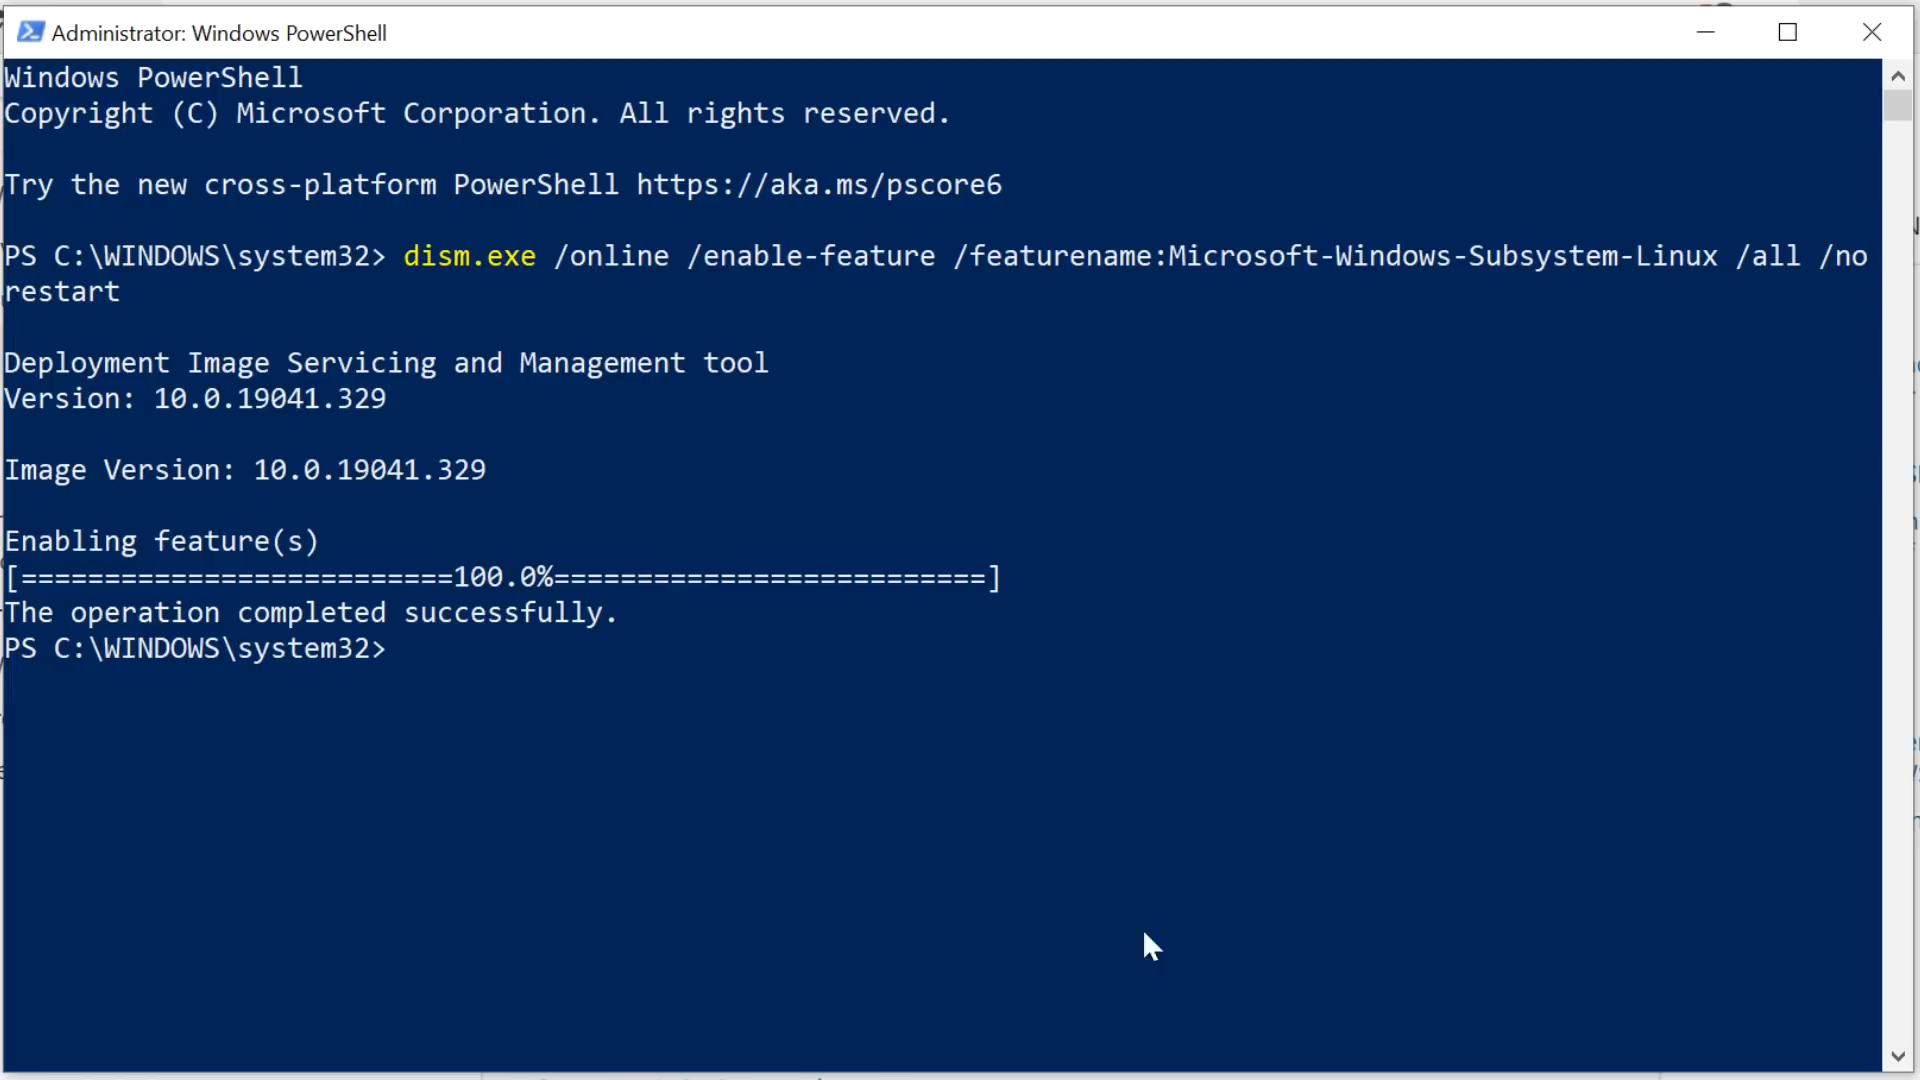 Administrator: Windows PowerShell
Windows PowerShell
Copyright (C) Microsoft Corporation. All rights reserved.
Try the new cross-platform PowerShell https://aka.ms/pscore6
PS C:\WINDOWS\system32> dism.exe /online /enable-feature /featurename:Microsoft-Windows-Subsystem-Linux /all /no
restart
Deployment Image Servicing and Management tool
Version: 10.0.19041.329
Image Version: 10.0.19041.329
Enabling feature(s)
[==========================100.0%==========================]
The operation completed successfully.
PS C:\WINDOWS\system32>